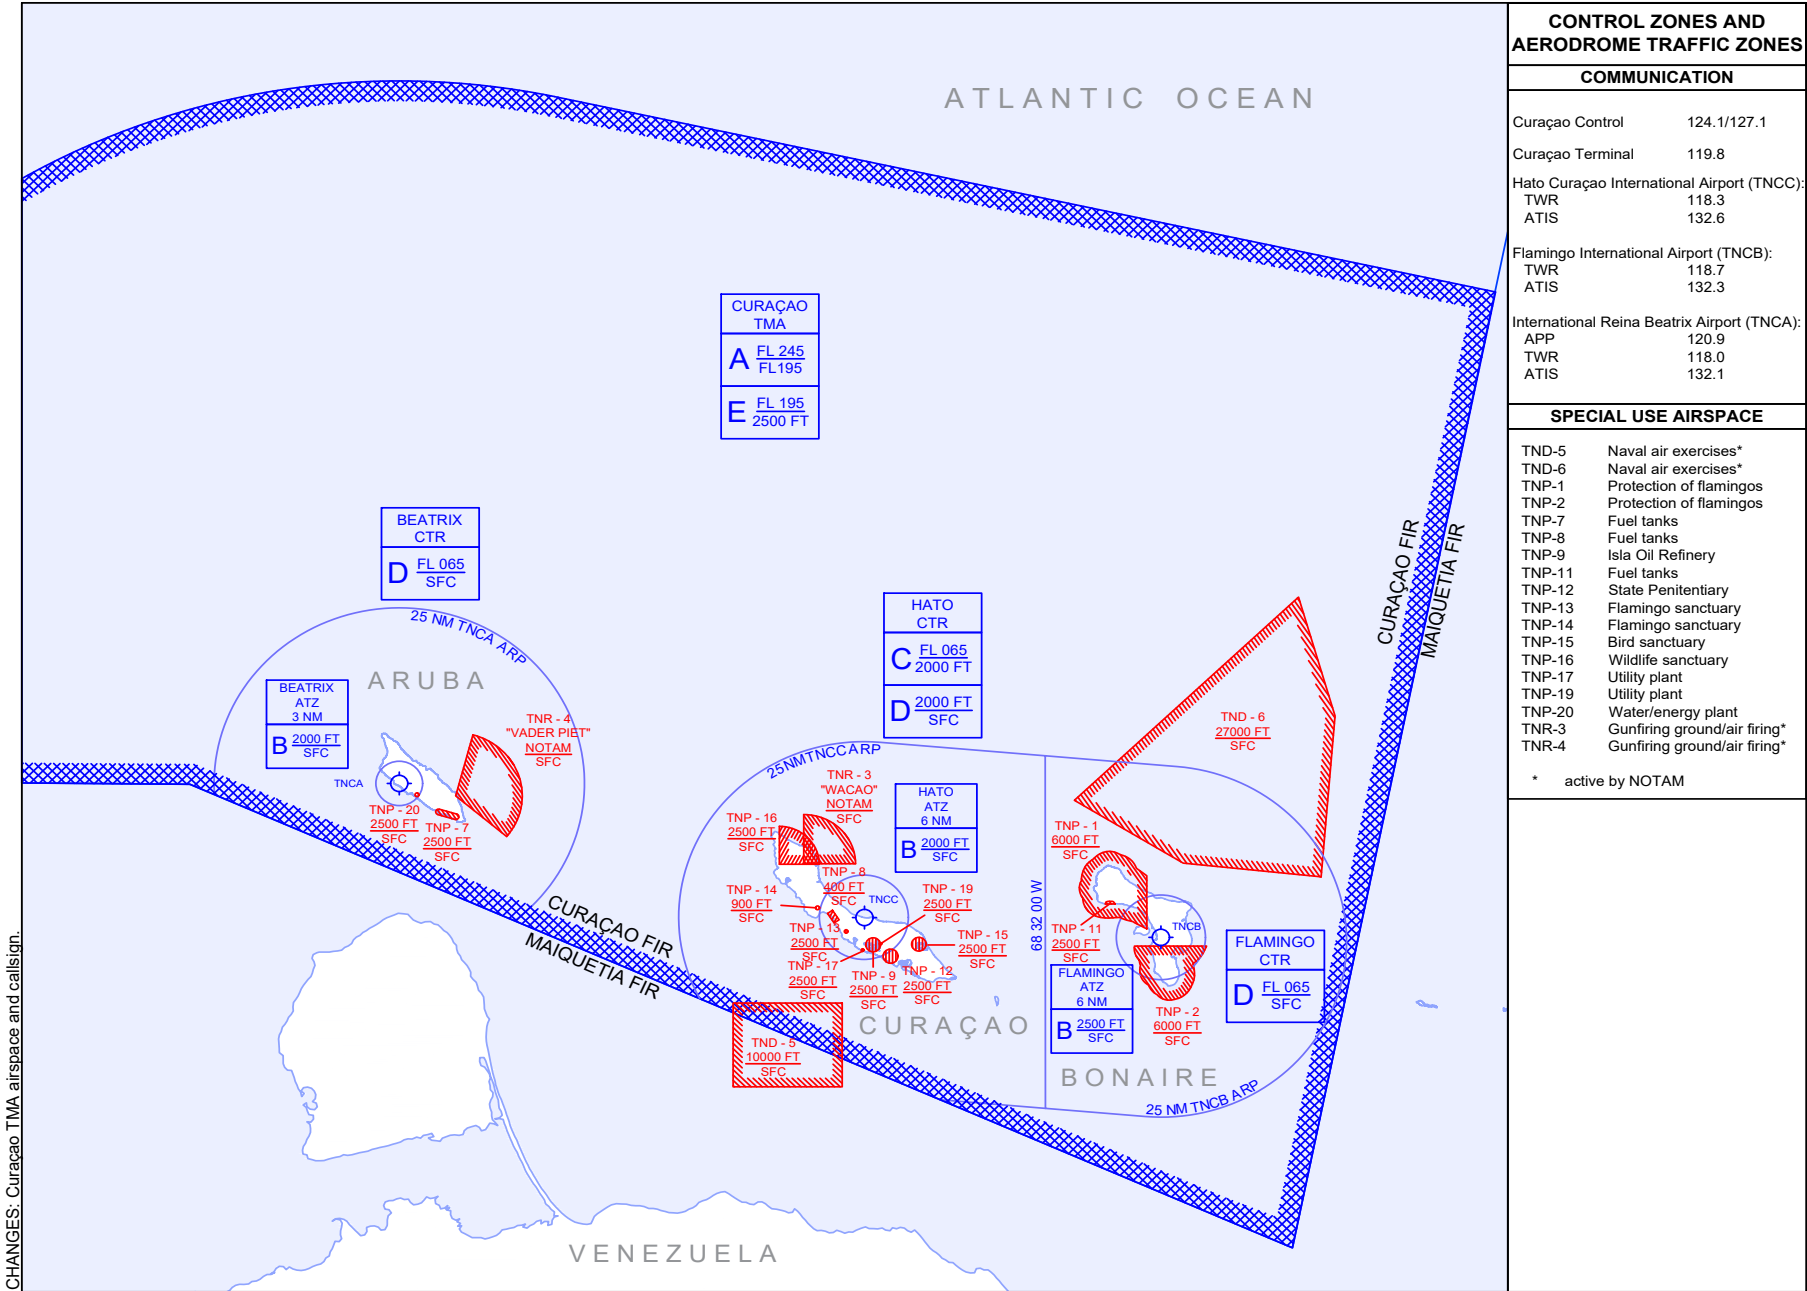 ATLANTIC OCEAN
CURAÇAO
TMA
A FL 245
FL195
E FL 195
2500 FT
BEATRIX
CTR
D FL 065
SFC
25 NM TNCA ARP
ARUBA
BEATRIX
ATZ
3 NM
B 2000 FT
SFC
TNR - 4
"VADER PIET"
NOTAM
SFC
TNCA
TNP - 20
2500 FT
SFC
TNP - 7
2500 FT
SFC
HATO
CTR
C FL 065
2000 FT
D 2000 FT
SFC
25NMTNCCARP
TNR - 3
"WACAO"
NOTAM
SFC
HATO
ATZ
6 NM
B 2000 FT
SFC
TNP - 16
2500 FT
SFC
TNP - 8
400 FT
SFC
TNCC
TNP - 14
900 FT
SFC
TNP - 19
2500 FT
SFC
TNP - 13
2500 FT
SFC
TNP - 15
2500 FT
SFC
TNP - 17
2500 FT
SFC
TNP - 9
2500 FT
SFC
TNP - 12
2500 FT
SFC
CURAÇAO
TND - 5
10000 FT
SFC
68 32 00 W
TND - 6
27000 FT
SFC
TNP - 1
6000 FT
SFC
TNP - 11
2500 FT
SFC
TNCB
FLAMINGO
ATZ
6 NM
B 2500 FT
SFC
FLAMINGO
CTR
D FL 065
SFC
TNP - 2
6000 FT
SFC
BONAIRE
25 NM TNCB ARP
CURAÇAO FIR
MAIQUETIA FIR
CURAÇAO FIR
MAIQUETIA FIR
VENEZUELA
CHANGES: Curaçao TMA airspace and callsign.
CONTROL ZONES AND
AERODROME TRAFFIC ZONES
COMMUNICATION
Curaçao Control 124.1/127.1
Curaçao Terminal 119.8
Hato Curaçao International Airport (TNCC):
TWR 118.3
ATIS 132.6
Flamingo International Airport (TNCB):
TWR 118.7
ATIS 132.3
International Reina Beatrix Airport (TNCA):
APP 120.9
TWR 118.0
ATIS 132.1
SPECIAL USE AIRSPACE
TND-5 Naval air exercises*
TND-6 Naval air exercises*
TNP-1 Protection of flamingos
TNP-2 Protection of flamingos
TNP-7 Fuel tanks
TNP-8 Fuel tanks
TNP-9 Isla Oil Refinery
TNP-11 Fuel tanks
TNP-12 State Penitentiary
TNP-13 Flamingo sanctuary
TNP-14 Flamingo sanctuary
TNP-15 Bird sanctuary
TNP-16 Wildlife sanctuary
TNP-17 Utility plant
TNP-19 Utility plant
TNP-20 Water/energy plant
TNR-3 Gunfiring ground/air firing*
TNR-4 Gunfiring ground/air firing*
* active by NOTAM